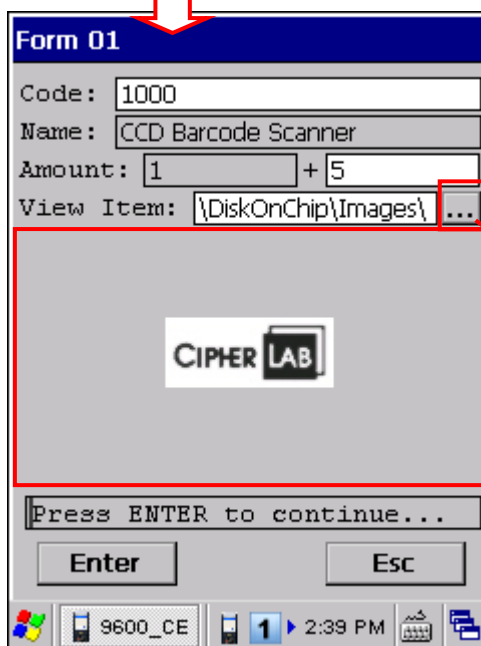 Form 01
Code: 1000
Name: CCD Barcode Scanner
Amount: 1 + 5
View Item: \DiskOnChip\Images\ ...
CIPHER LAB
Press ENTER to continue...
Enter Esc
9600_CE 1 2:39 PM